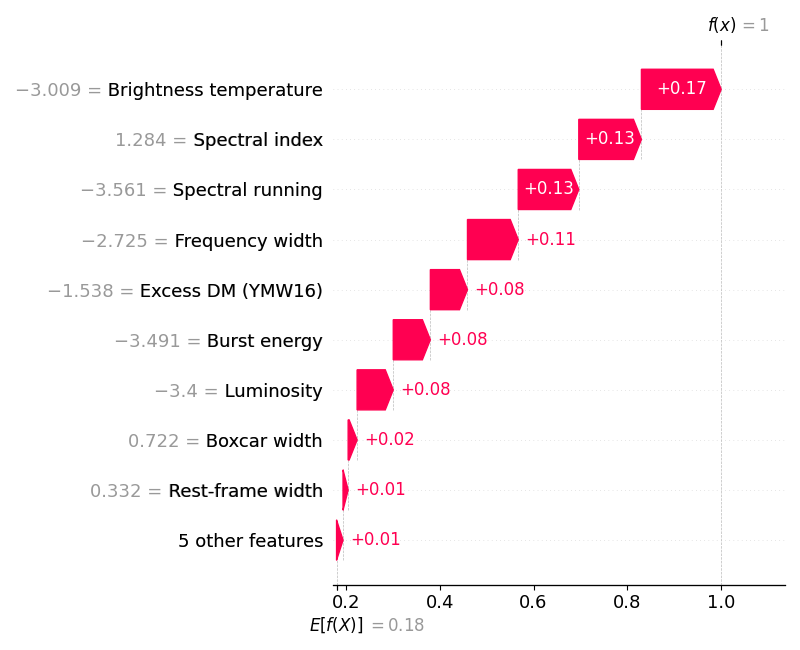 f(x) = 1
−3.009 = Brightness temperature +0.17
1.284 = Spectral index +0.13
−3.561 = Spectral running +0.13
−2.725 = Frequency width +0.11
−1.538 = Excess DM (YMW16) +0.08
−3.491 = Burst energy +0.08
−3.4 = Luminosity +0.08
0.722 = Boxcar width +0.02
0.332 = Rest-frame width +0.01
5 other features +0.01
0.2 0.4 0.6 0.8 1.0
E[f(X)] = 0.18